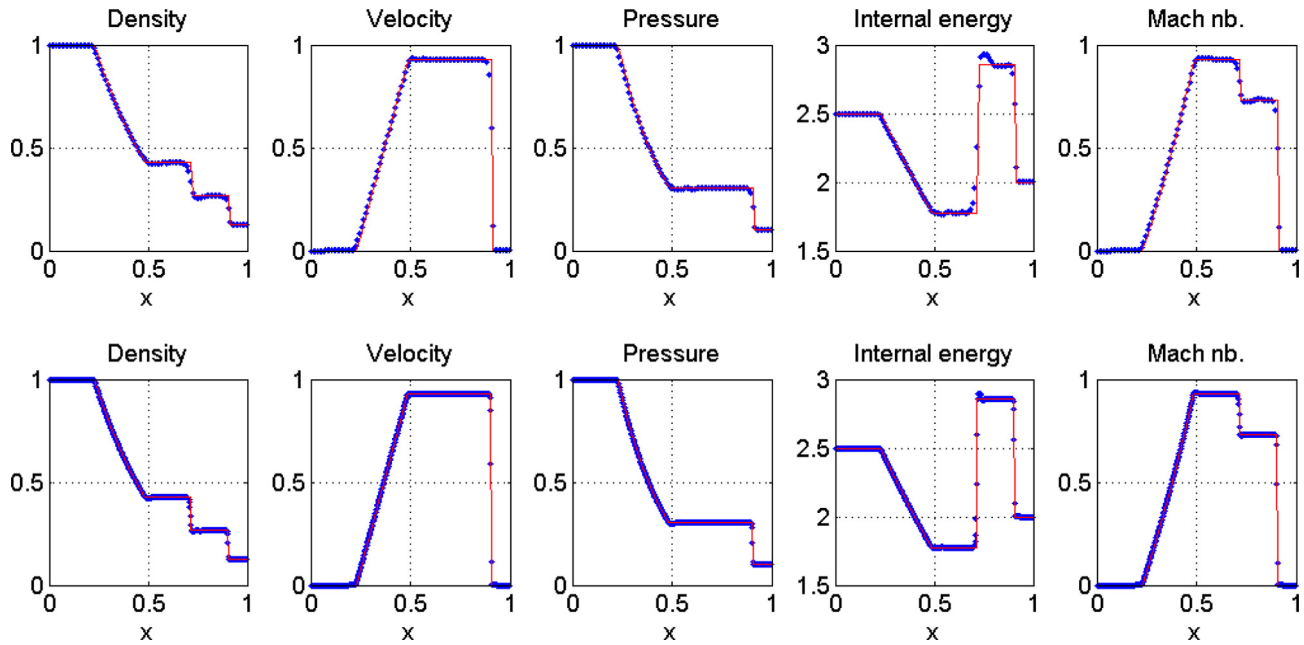 Density Velocity Pressure Internal energy Mach nb.
1 1 1 3 1
2.5
0.5 0.5 0.5 0.5
2
0 0 0 1.5 0
0 0.5 1 0 0.5 1 0 0.5 1 0 0.5 1 0 0.5 1
x x x x x
Density Velocity Pressure Internal energy Mach nb.
1 1 1 3 1
2.5
0.5 0.5 0.5 0.5
2
0 0 0 1.5 0
0 0.5 1 0 0.5 1 0 0.5 1 0 0.5 1 0 0.5 1
x x x x x